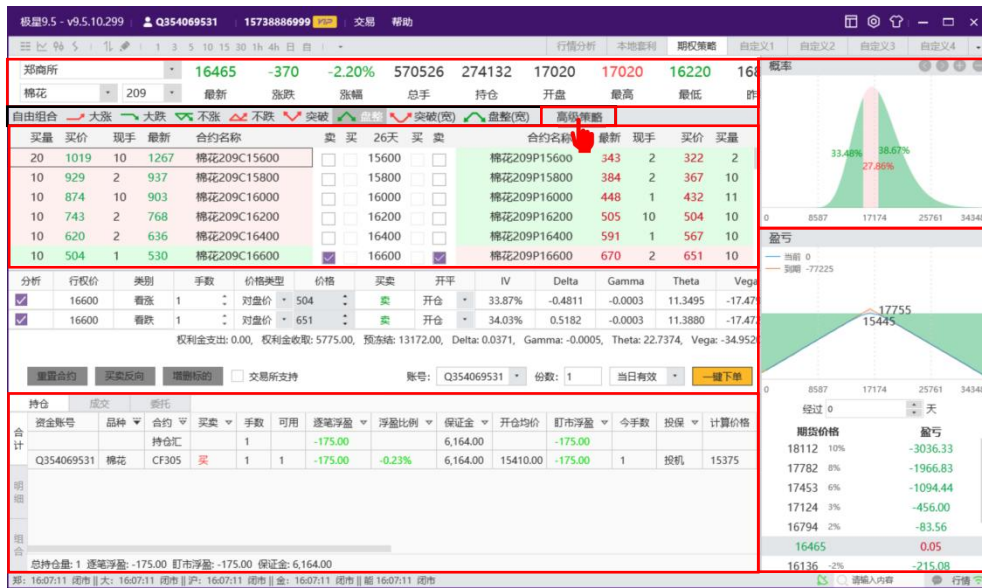 极星9.5 - v9.5.10.299 Q354069531 15738886999 VSP 交易 帮助
1 3 5 10 15 30 1h 4h 日 自 行情分析 本地套利 期权策略 自定义1 自定义2 自定义3 自定义4
郑商所 16465 -370 -2.20% 570526 274132 17020 17020 16220 168
棉花 209 最新 涨跌 涨幅 总手 持仓 开盘 最高 最低 昨
自由组合 大涨 大跌 不涨 不跌 突破 盘整 突破(宽) 盘整(宽) 高级策略
买量 买价 现手 最新 合约名称 卖 买 26天 买 卖 合约名称 最新 现手 买价 买量
20 1019 10 1267 棉花209C15600 15600 棉花209P15600 343 2 322 2
10 929 2 937 棉花209C15800 15800 棉花209P15800 384 2 367 10
10 874 10 903 棉花209C16000 16000 棉花209P16000 448 1 432 11
10 743 2 768 棉花209C16200 16200 棉花209P16200 505 10 504 10
10 620 2 636 棉花209C16400 16400 棉花209P16400 591 1 567 10
10 504 1 530 棉花209C16600 16600 棉花209P16600 670 2 651 10
分析 行权价 类别 手数 价格类型 价格 买卖 开平 IV Delta Gamma Theta Vega
16600 看涨 1 对盘价 504 卖 开仓 33.87% -0.4811 -0.0003 11.3495 -17.479
16600 看跌 1 对盘价 651 卖 开仓 34.03% 0.5182 -0.0003 11.3880 -17.472
权利金支出: 0.00, 权利金收取: 5775.00, 预冻结: 13172.00, Delta: 0.0371, Gamma: -0.0005, Theta: 22.7374, Vega: -34.9520
重置合约 买卖反向 增删标的 交易所支持 账号: Q354069531 份数: 1 当日有效 一键下单
持仓 成交 委托
资金账号 品种 合约 买卖 手数 可用 逐笔浮盈 浮盈比例 保证金 开仓均价 盯市浮盈 今手数 投保 计算价格
合计 明细 组合
持仓汇 1 -175.00 6,164.00 -175.00
Q354069531 棉花 CF305 买 1 1 -175.00 -0.23% 6,164.00 15410.00 -175.00 1 投机 15375
总持仓量: 1 逐笔浮盈: -175.00 盯市浮盈: -175.00 保证金: 6,164.00
郑: 16:07:11 闭市 || 大: 16:07:11 闭市 || 沪: 16:07:11 闭市 || 金: 16:07:11 闭市 || 能 16:07:11 闭市
概率
33.48% 38.67%
27.86%
0 8587 17174 25761 34348
盈亏
当前 0
到期 -77225
17755
15445
0 8587 17174 25761 34348
经过 0 天
期货价格 盈亏
18112 10% -3036.33
17782 8% -1966.83
17453 6% -1094.44
17124 3% -456.00
16794 2% -83.56
16465 0.05
16136 -2% -215.08
请输入内容 行情